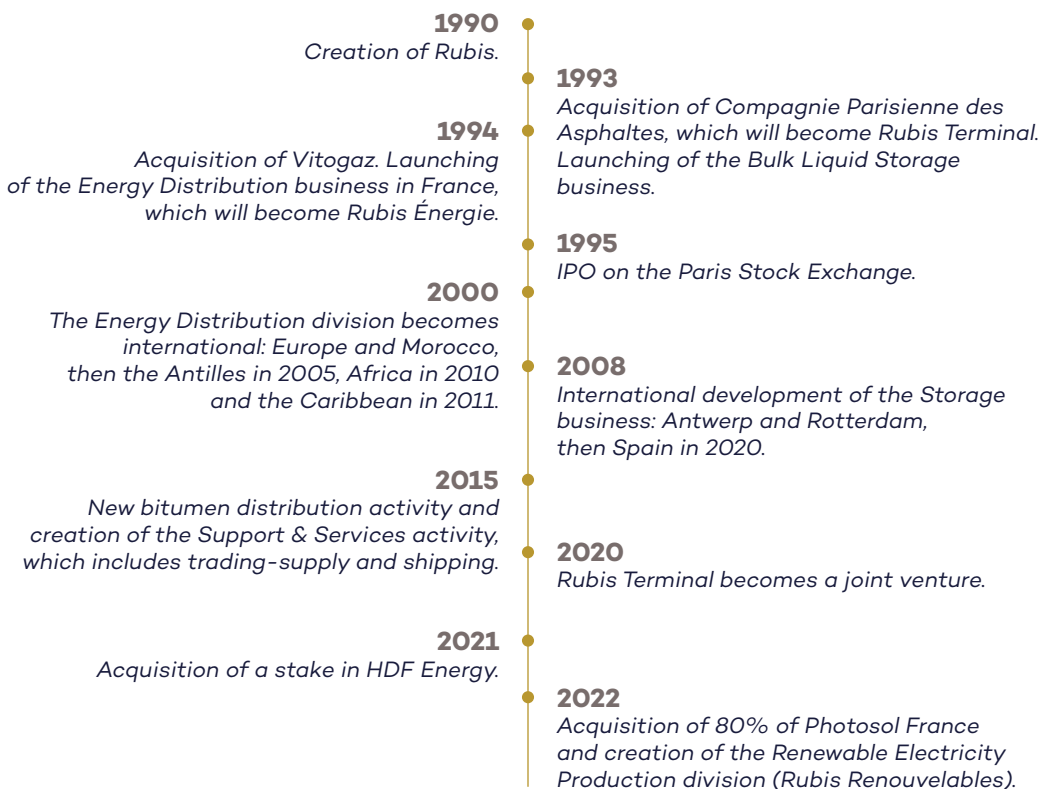 1990
Creation of Rubis.
1993
Acquisition of Compagnie Parisienne des
Asphaltes, which will become Rubis Terminal.
Launching of the Bulk Liquid Storage
business.
1994
Acquisition of Vitogaz. Launching
of the Energy Distribution business in France,
which will become Rubis Énergie.
1995
IPO on the Paris Stock Exchange.
2000
The Energy Distribution division becomes
international: Europe and Morocco,
then the Antilles in 2005, Africa in 2010
and the Caribbean in 2011.
2008
International development of the Storage
business: Antwerp and Rotterdam,
then Spain in 2020.
2015
New bitumen distribution activity and
creation of the Support & Services activity,
which includes trading-supply and shipping.
2020
Rubis Terminal becomes a joint venture.
2021
Acquisition of a stake in HDF Energy.
2022
Acquisition of 80% of Photosol France
and creation of the Renewable Electricity
Production division (Rubis Renouvelables).